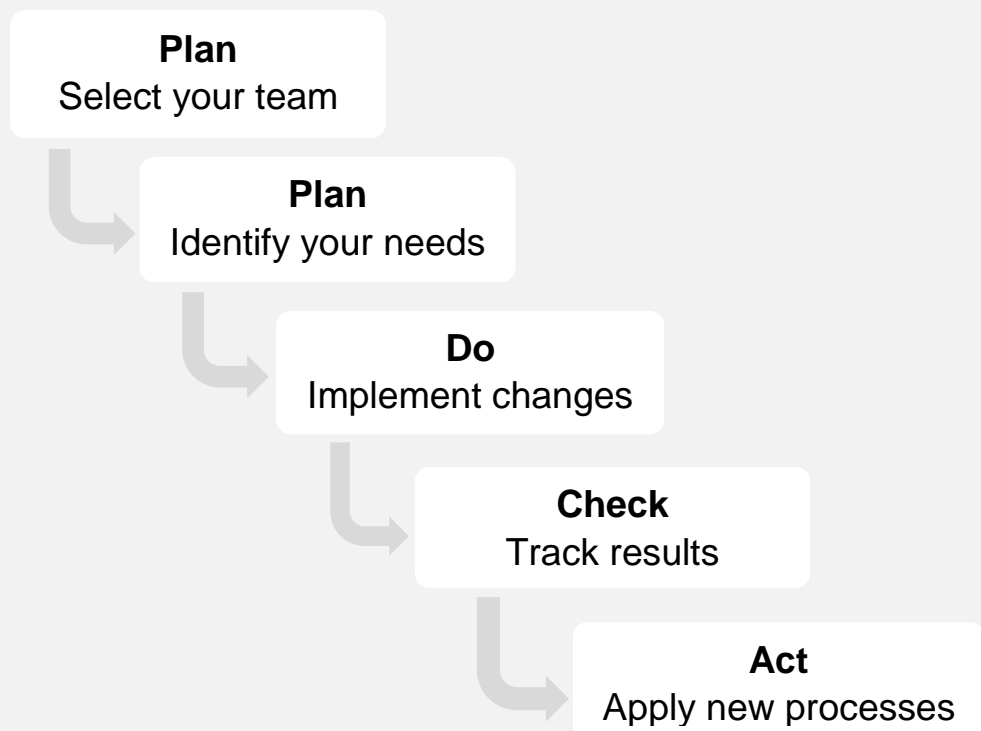 Plan
Select your team
Plan
Identify your needs
Do
Implement changes
Check
Track results
Act
Apply new processes